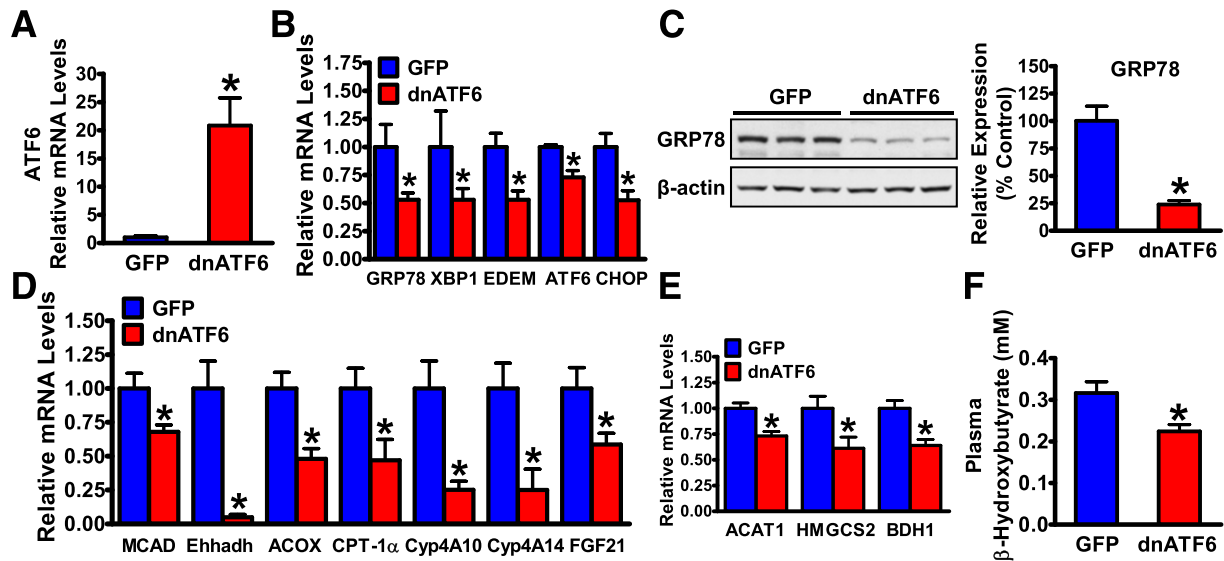 A
ATF6
Relative mRNA Levels
30
25
20
15
10
5
0
*
GFP
dnATF6
B
Relative mRNA Levels
1.75
1.50
1.25
1.00
0.75
0.50
0.25
0.00
GFP
dnATF6
* * * * *
GRP78 XBP1 EDEM ATF6 CHOP
C
GFP dnATF6
GRP78
β-actin
Relative Expression
(% Control)
150
125
100
75
50
25
0
GRP78
*
GFP dnATF6
D
Relative mRNA Levels
1.50
1.25
1.00
0.75
0.50
0.25
0.00
GFP
dnATF6
* * * * * * *
MCAD Ehhadh ACOX CPT-1α Cyp4A10 Cyp4A14 FGF21
E
Relative mRNA Levels
1.50
1.25
1.00
0.75
0.50
0.25
0.00
GFP
dnATF6
* * *
ACAT1 HMGCS2 BDH1
F
Plasma
β-Hydroxybutyrate (mM)
0.4
0.3
0.2
0.1
0.0
*
GFP dnATF6